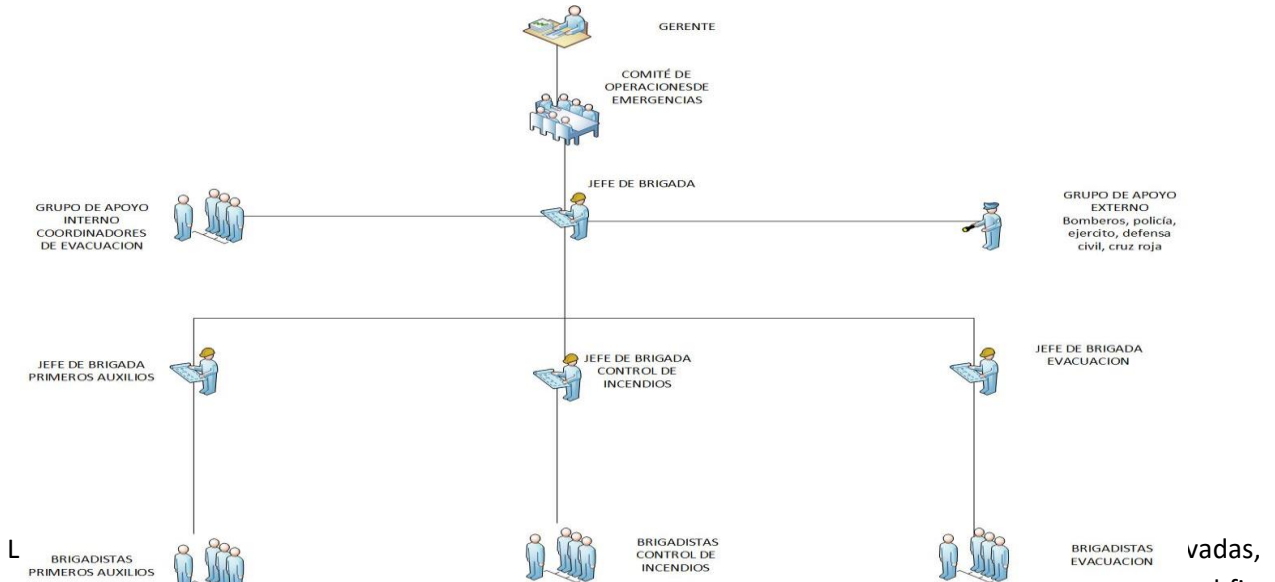 GERENTE
COMITÉ DE
OPERACIONESDE
EMERGENCIAS
JEFE DE BRIGADA
GRUPO DE APOYO
INTERNO
COORDINADORES
DE EVACUACION
GRUPO DE APOYO
EXTERNO
Bomberos, policía,
ejercito, defensa
civil, cruz roja
JEFE DE BRIGADA
PRIMEROS AUXILIOS
JEFE DE BRIGADA
CONTROL DE
INCENDIOS
JEFE DE BRIGADA
EVACUACION
BRIGADISTAS
PRIMEROS AUXILIOS
BRIGADISTAS
CONTROL DE
INCENDIOS
BRIGADISTAS
EVACUACION
L
vadas,